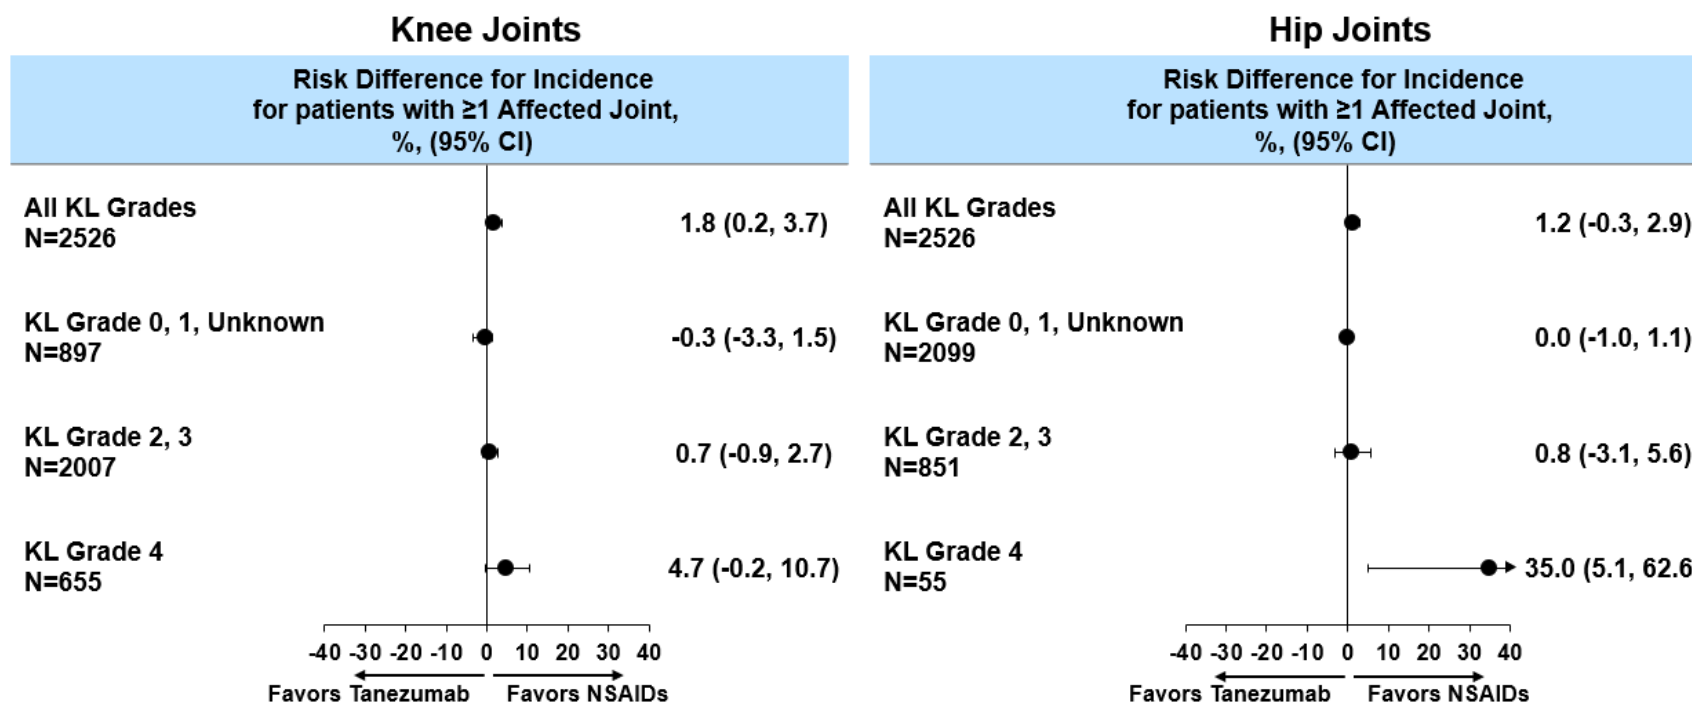 Knee Joints
Risk Difference for Incidence
for patients with ≥1 Affected Joint,
%, (95% CI)
All KL Grades
N=2526
1.8 (0.2, 3.7)
KL Grade 0, 1, Unknown
N=897
-0.3 (-3.3, 1.5)
KL Grade 2, 3
N=2007
0.7 (-0.9, 2.7)
KL Grade 4
N=655
4.7 (-0.2, 10.7)
-40 -30 -20 -10 0 10 20 30 40
Favors Tanezumab Favors NSAIDs
Hip Joints
Risk Difference for Incidence
for patients with ≥1 Affected Joint,
%, (95% CI)
All KL Grades
N=2526
1.2 (-0.3, 2.9)
KL Grade 0, 1, Unknown
N=2099
0.0 (-1.0, 1.1)
KL Grade 2, 3
N=851
0.8 (-3.1, 5.6)
KL Grade 4
N=55
35.0 (5.1, 62.6
-40 -30 -20 -10 0 10 20 30 40
Favors Tanezumab Favors NSAIDs